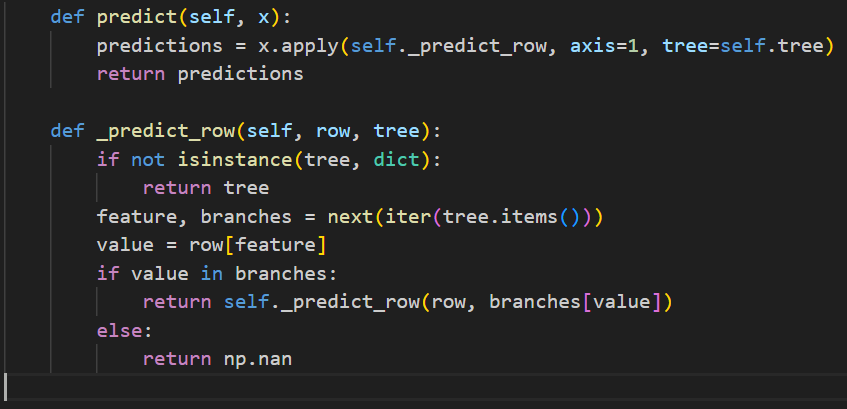 def predict(self, x):
    predictions = x.apply(self._predict_row, axis=1, tree=self.tree)
    return predictions

def _predict_row(self, row, tree):
    if not isinstance(tree, dict):
        return tree
    feature, branches = next(iter(tree.items()))
    value = row[feature]
    if value in branches:
        return self._predict_row(row, branches[value])
    else:
        return np.nan